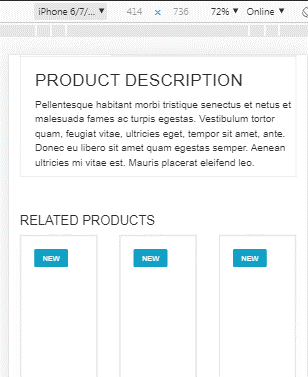 iPhone 6/7/... ▼ 414 × 736 72% ▼ Online ▼
PRODUCT DESCRIPTION
Pellentesque habitant morbi tristique senectus et netus et
malesuada fames ac turpis egestas. Vestibulum tortor
quam, feugiat vitae, ultricies eget, tempor sit amet, ante.
Donec eu libero sit amet quam egestas semper. Aenean
ultricies mi vitae est. Mauris placerat eleifend leo.
RELATED PRODUCTS
NEW NEW NEW